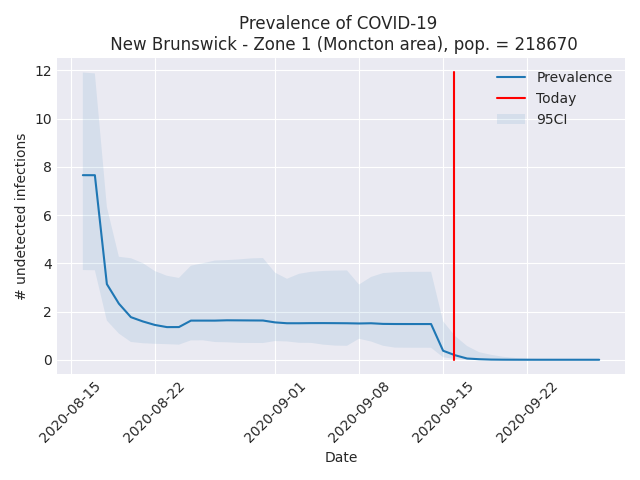 Prevalence of COVID-19
New Brunswick - Zone 1 (Moncton area), pop. = 218670
Prevalence
Today
95CI
# undetected infections
12
10
8
6
4
2
0
2020-08-15
2020-08-22
2020-09-01
2020-09-08
2020-09-15
2020-09-22
Date